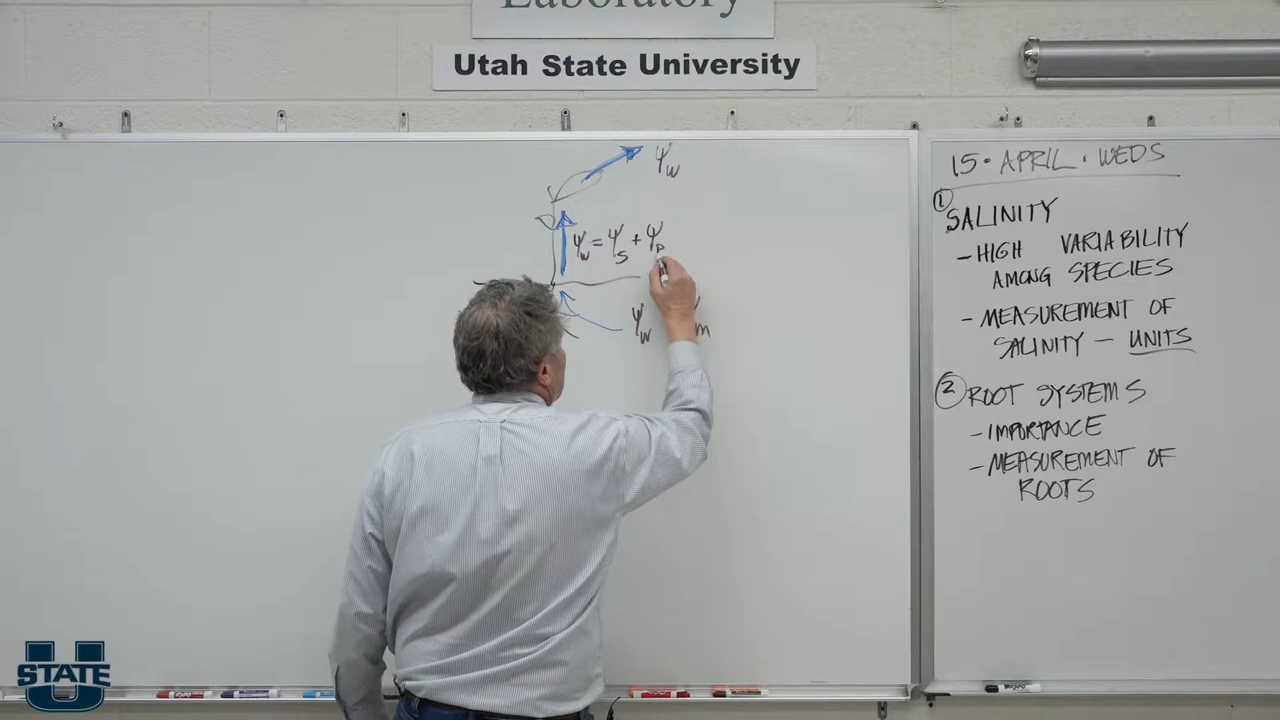 Laboratory
Utah State University
Ψw
Ψw = Ψs + Ψp
Ψw
m
15 • APRIL • WEDS
① SALINITY
- HIGH VARIABILITY
AMONG SPECIES
- MEASUREMENT OF
SALINITY - UNITS
② ROOT SYSTEMS
- IMPORTANCE
- MEASUREMENT OF
ROOTS
U
STATE